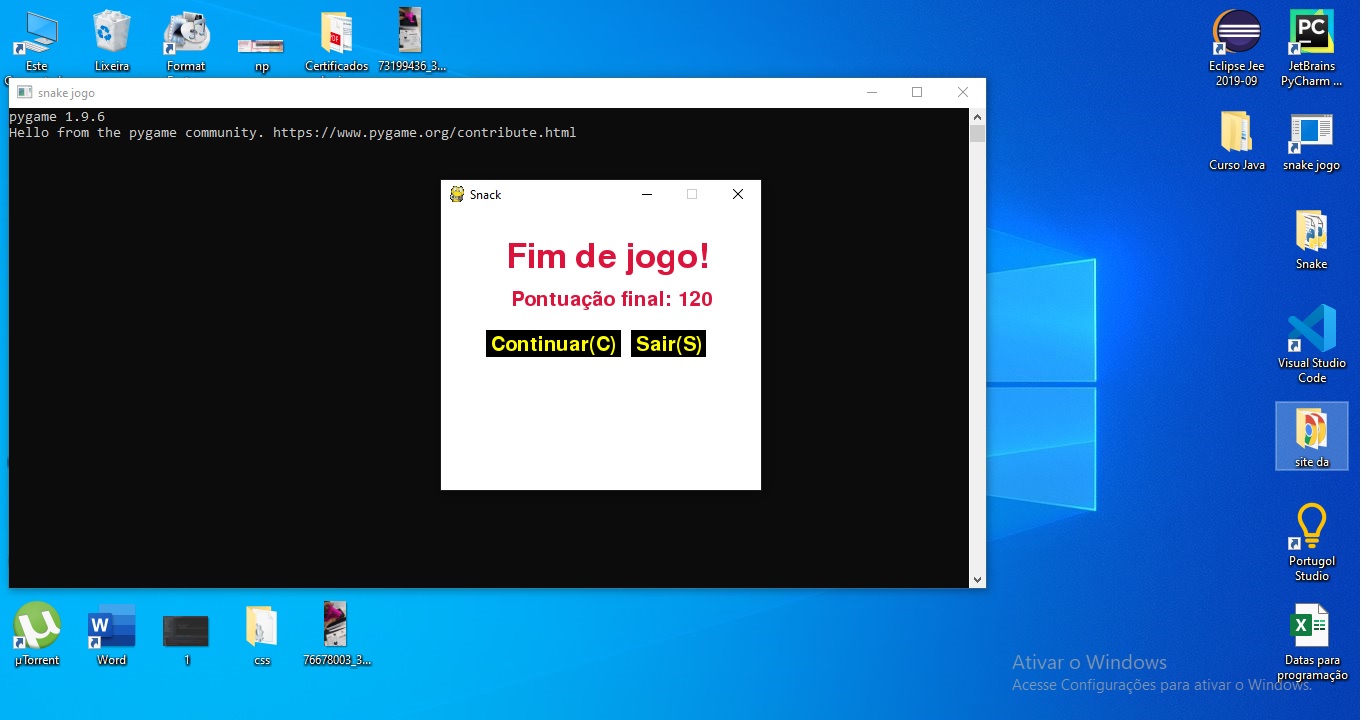 Este
Lixeira
Format
np
Certificados
73199436_3...
Eclipse Jee
2019-09
JetBrains
PyCharm ...
snake jogo
pygame 1.9.6
Hello from the pygame community. https://www.pygame.org/contribute.html
Snack
Fim de jogo!
Pontuação final: 120
Continuar(C) Sair(S)
Curso Java
snake jogo
Snake
Visual Studio
Code
site da
Portugol
Studio
µTorrent
Word
1
css
76678003_3...
Datas para
programação
Ativar o Windows
Acesse Configurações para ativar o Windows.